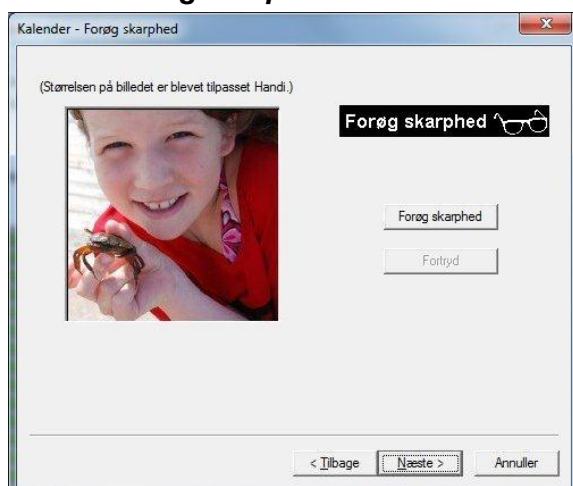 Kalender - Forøg skarphed
(Størrelsen på billedet er blevet tilpasset Handi.)
Forøg skarphed
Forøg skarphed
Fortryd
< Tilbage
Næste >
Annuller